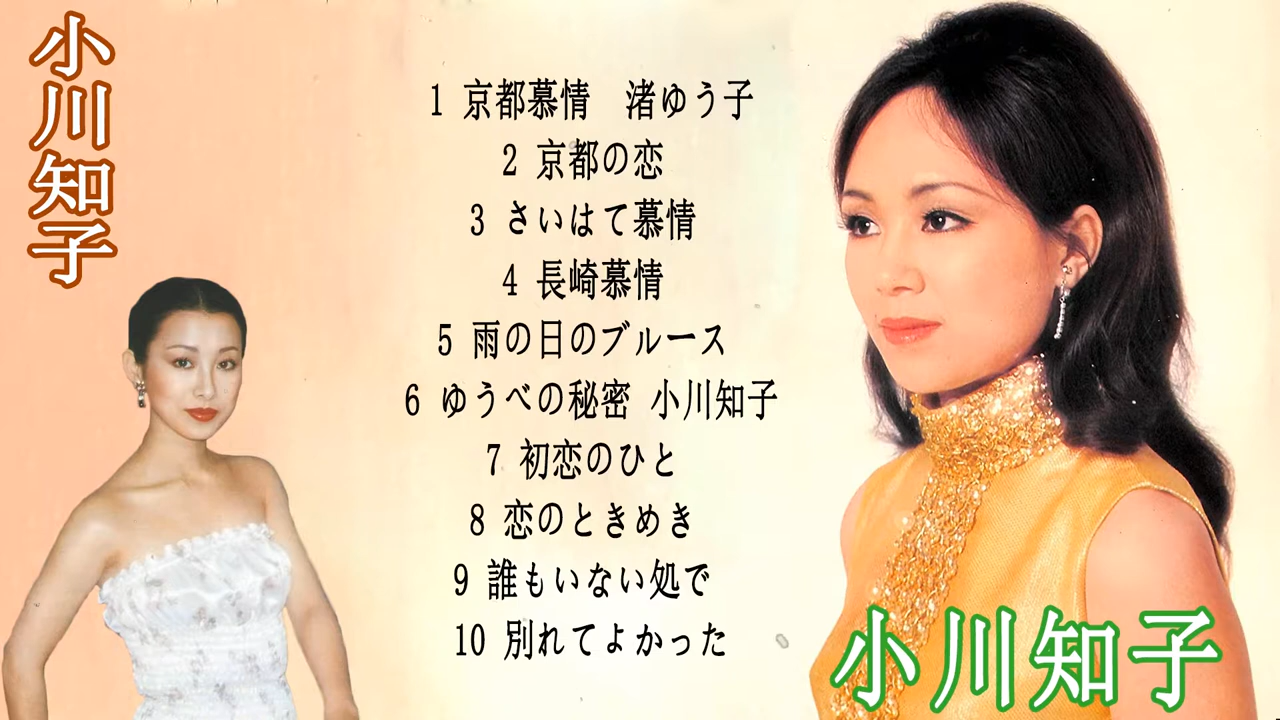 小川知子
1 京都慕情　渚ゆう子
2 京都の恋
3 さいはて慕情
4 長崎慕情
5 雨の日のブルース
6 ゆうべの秘密 小川知子
7 初恋のひと
8 恋のときめき
9 誰もいない処で
10 別れてよかった
小川知子